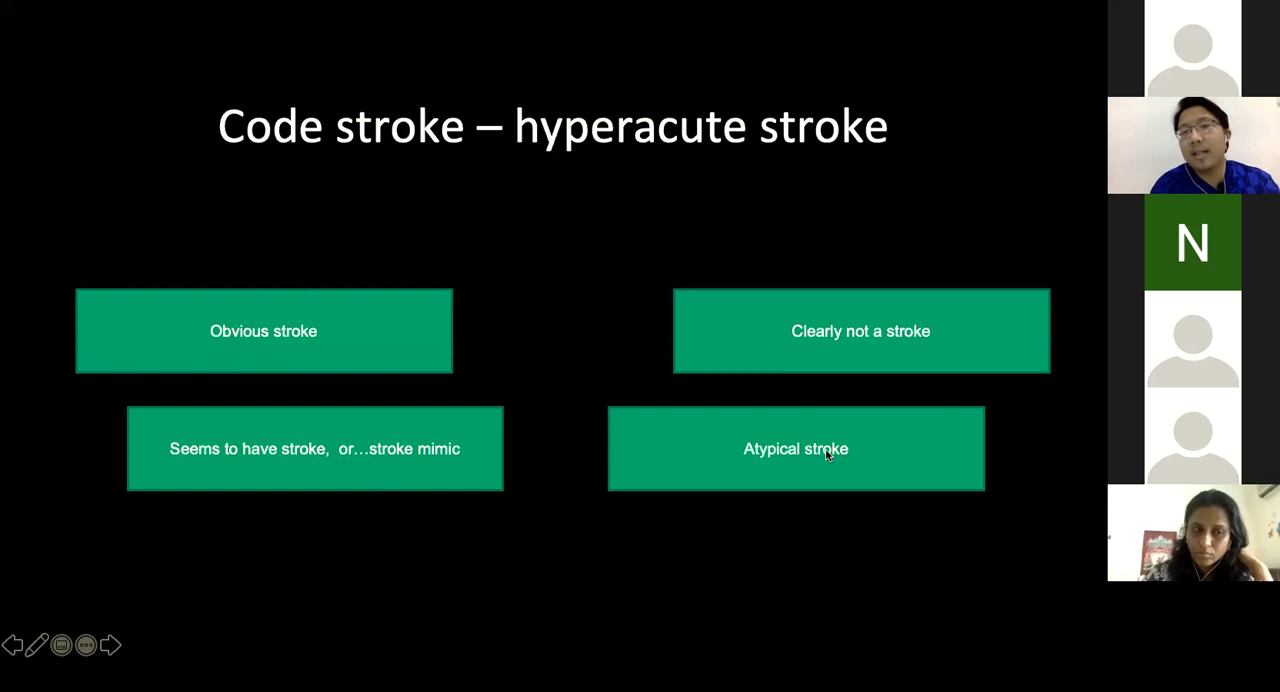 Code stroke – hyperacute stroke
Obvious stroke
Clearly not a stroke
Seems to have stroke,  or...stroke mimic
Atypical stroke
N